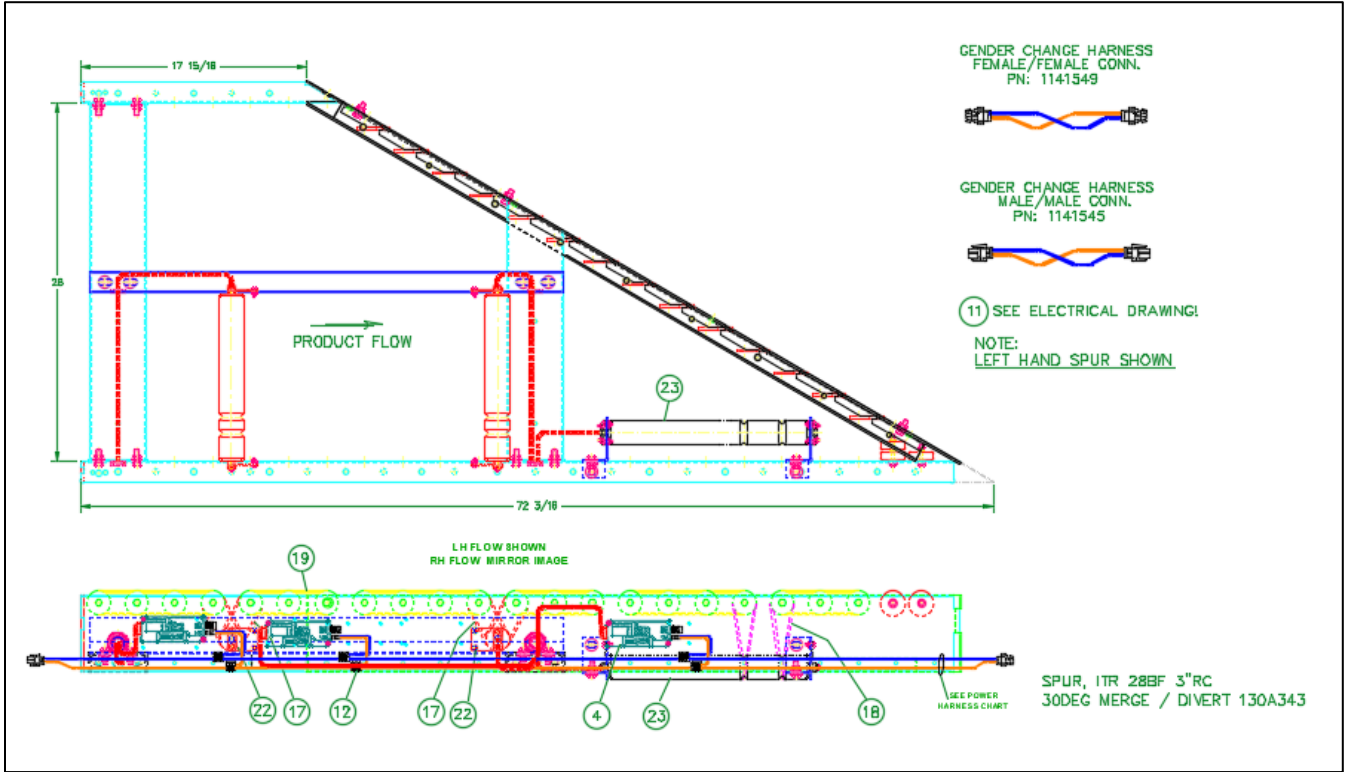 17 15/16
28
PRODUCT FLOW
23
72 3/16
GENDER CHANGE HARNESS
FEMALE/FEMALE CONN.
PN: 1141549
GENDER CHANGE HARNESS
MALE/MALE CONN.
PN: 1141545
11 SEE ELECTRICAL DRAWING!
NOTE:
LEFT HAND SPUR SHOWN
LH FLOW SHOWN
RH FLOW MIRROR IMAGE
19
22
17
12
17
22
4
23
18
SEE POWER
HARNESS CHART
SPUR, ITR 28BF 3"RC
30DEG MERGE / DIVERT 130A343